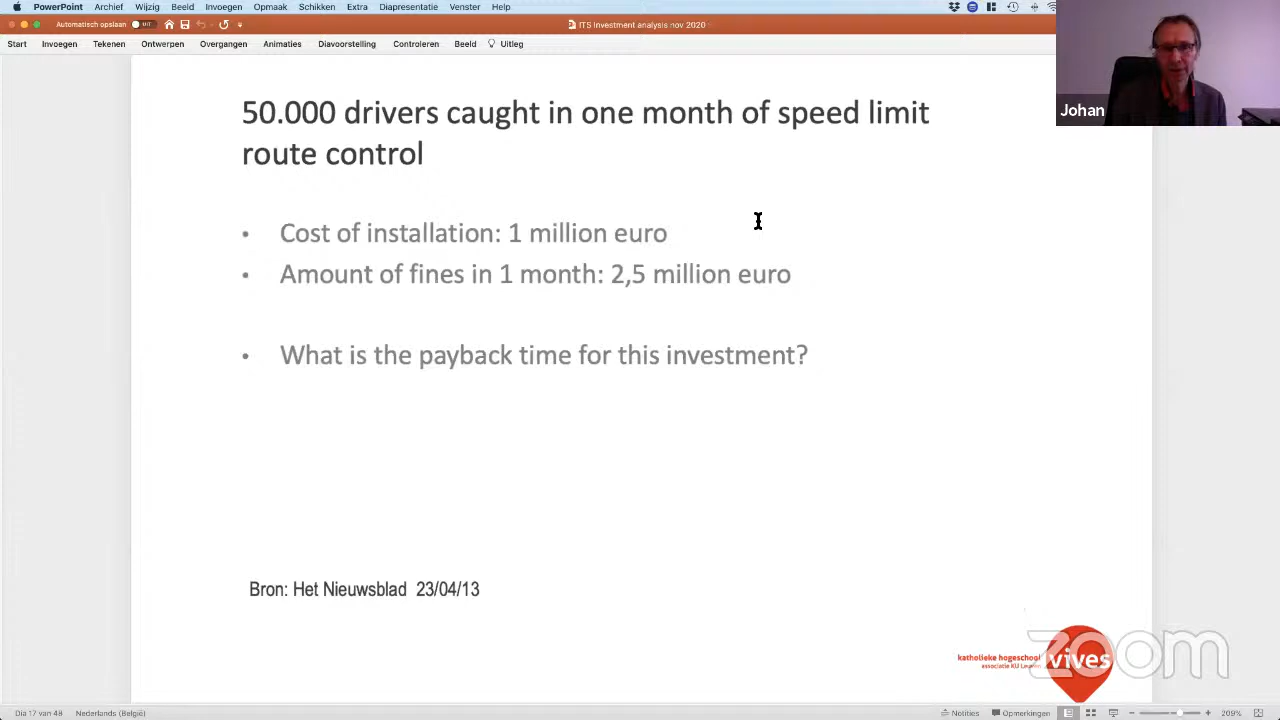 PowerPoint Archief Wijzig Beeld Invoegen Opmaak Schikken Extra Diapresentatie Venster Help
Automatisch opslaan UIT
ITS Investment analysis nov 2020
Start Invoegen Tekenen Ontwerpen Overgangen Animaties Diavoorstelling Controleren Beeld Uitleg
Johan
50.000 drivers caught in one month of speed limit
route control
• Cost of installation: 1 million euro
• Amount of fines in 1 month: 2,5 million euro
• What is the payback time for this investment?
Bron: Het Nieuwsblad 23/04/13
zoom
katholieke hogeschool
associatie KU Leuven
vives
Dia 17 van 48 Nederlands (België) Notities Opmerkingen 209%